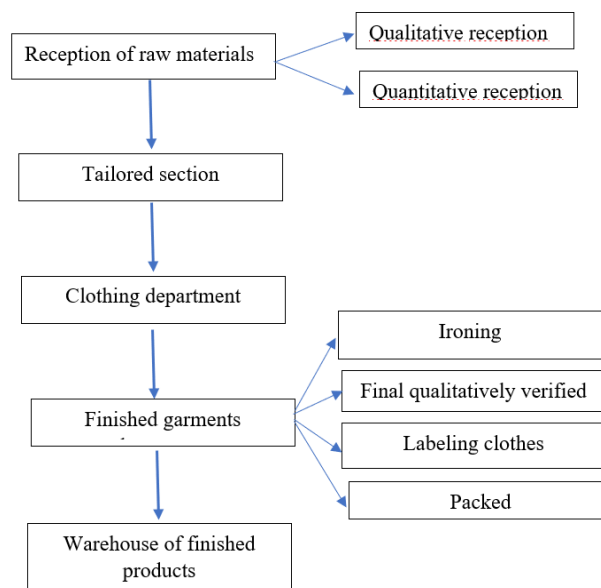 Reception of raw materials
Qualitative reception
Quantitative reception
Tailored section
Clothing department
Finished garments
Ironing
Final qualitatively verified
Labeling clothes
Packed
Warehouse of finished
products